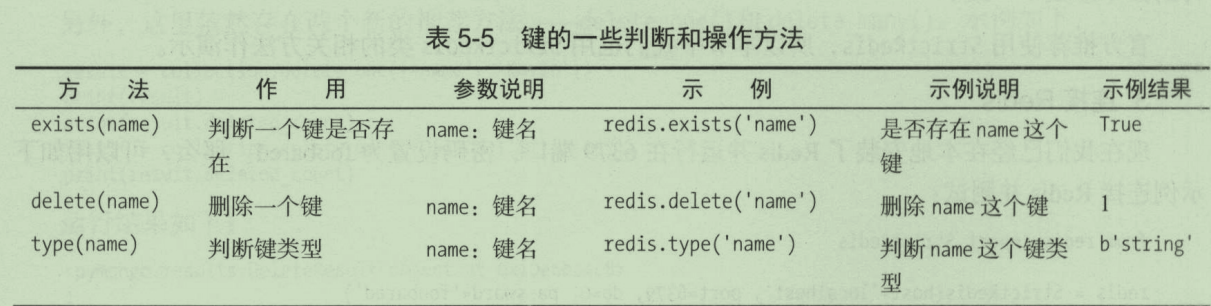 表 5-5 键的一些判断和操作方法
方 法 作 用 参数说明 示 例 示例说明 示例结果
exists(name) 判断一个键是否存在 name：键名 redis.exists('name') 是否存在 name 这个键 True
delete(name) 删除一个键 name：键名 redis.delete('name') 删除 name 这个键 1
type(name) 判断键类型 name：键名 redis.type('name') 判断 name 这个键类型 b'string'